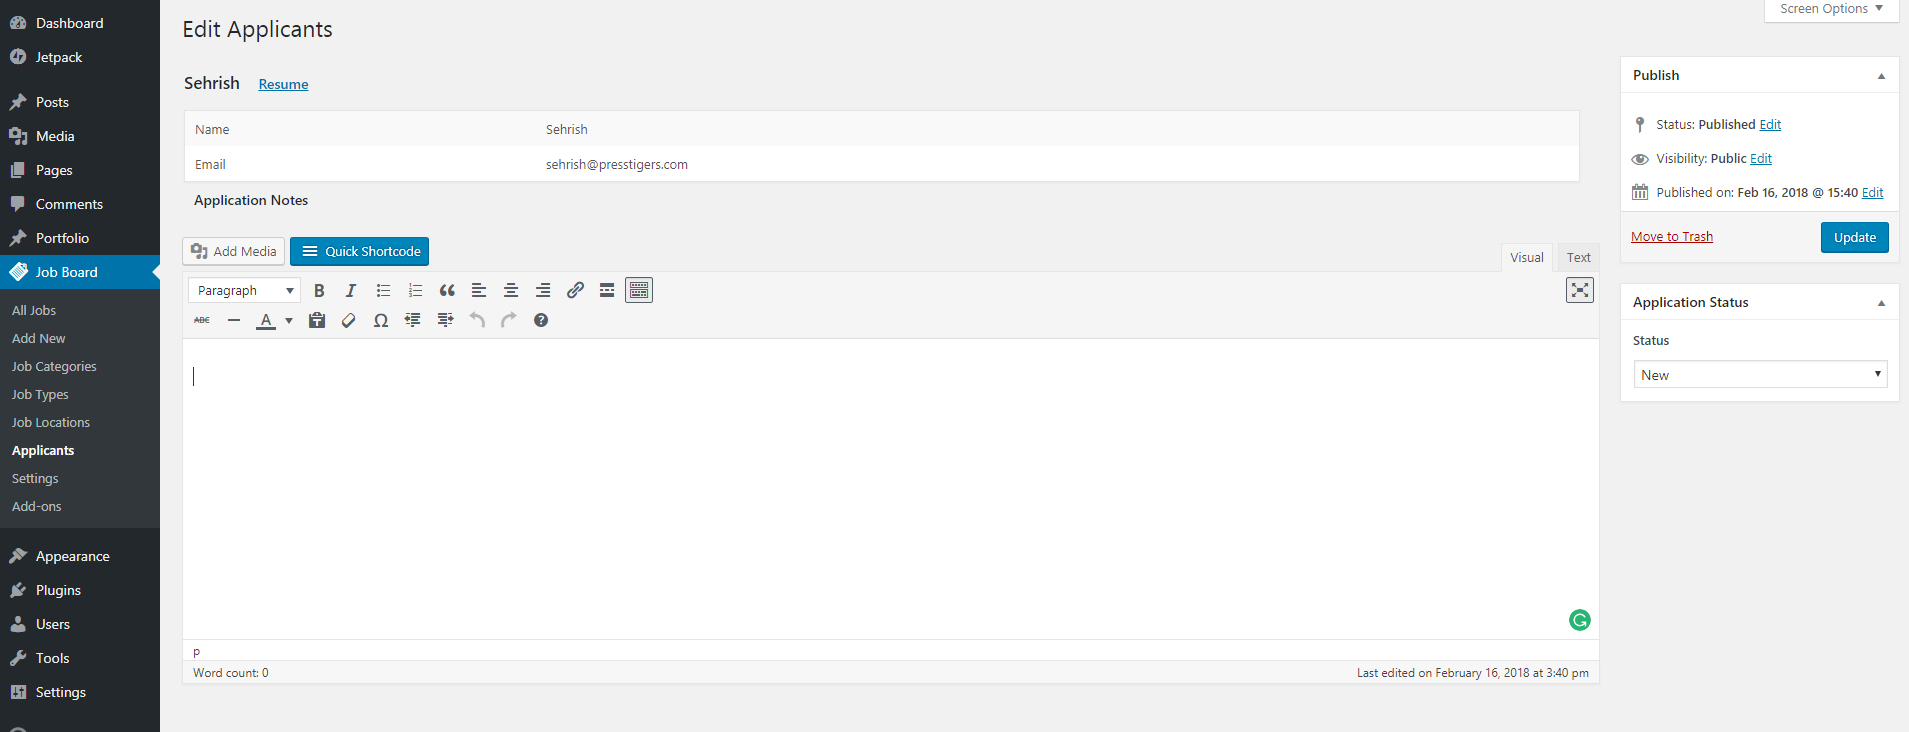 Dashboard
Jetpack
Posts
Media
Pages
Comments
Portfolio
Job Board
All Jobs
Add New
Job Categories
Job Types
Job Locations
Applicants
Settings
Add-ons
Appearance
Plugins
Users
Tools
Settings
Screen Options
Edit Applicants
Sehrish Resume
Name Sehrish
Email sehrish@presstigers.com
Application Notes
Add Media Quick Shortcode
Visual Text
Paragraph B I
ABC A Ω
p
Word count: 0 Last edited on February 16, 2018 at 3:40 pm
Publish
Status: Published Edit
Visibility: Public Edit
Published on: Feb 16, 2018 @ 15:40 Edit
Move to Trash Update
Application Status
Status
New